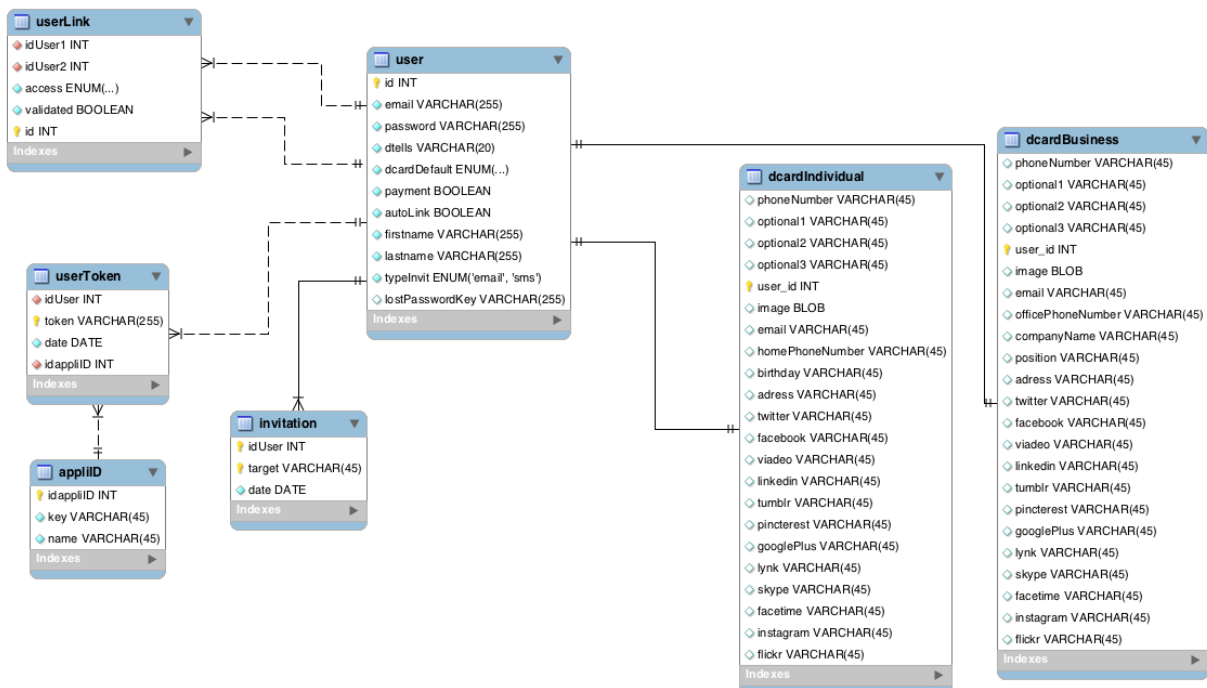 userLink
idUser1 INT
idUser2 INT
access ENUM(...)
validated BOOLEAN
id INT
Indexes
user
id INT
email VARCHAR(255)
password VARCHAR(255)
dtells VARCHAR(20)
dcardDefault ENUM(...)
payment BOOLEAN
autoLink BOOLEAN
firstname VARCHAR(255)
lastname VARCHAR(255)
typeInvit ENUM('email', 'sms')
lostPasswordKey VARCHAR(255)
Indexes
userToken
idUser INT
token VARCHAR(255)
date DATE
idappliID INT
Indexes
appliID
idappliID INT
key VARCHAR(45)
name VARCHAR(45)
Indexes
invitation
idUser INT
target VARCHAR(45)
date DATE
Indexes
dcardIndividual
phoneNumber VARCHAR(45)
optional1 VARCHAR(45)
optional2 VARCHAR(45)
optional3 VARCHAR(45)
user_id INT
image BLOB
email VARCHAR(45)
homePhoneNumber VARCHAR(45)
birthday VARCHAR(45)
adress VARCHAR(45)
twitter VARCHAR(45)
facebook VARCHAR(45)
viadeo VARCHAR(45)
linkedin VARCHAR(45)
tumblr VARCHAR(45)
pincterest VARCHAR(45)
googlePlus VARCHAR(45)
lynk VARCHAR(45)
skype VARCHAR(45)
facetime VARCHAR(45)
instagram VARCHAR(45)
flickr VARCHAR(45)
Indexes
dcardBusiness
phoneNumber VARCHAR(45)
optional1 VARCHAR(45)
optional2 VARCHAR(45)
optional3 VARCHAR(45)
user_id INT
image BLOB
email VARCHAR(45)
officePhoneNumber VARCHAR(45)
companyName VARCHAR(45)
position VARCHAR(45)
adress VARCHAR(45)
twitter VARCHAR(45)
facebook VARCHAR(45)
viadeo VARCHAR(45)
linkedin VARCHAR(45)
tumblr VARCHAR(45)
pincterest VARCHAR(45)
googlePlus VARCHAR(45)
lynk VARCHAR(45)
skype VARCHAR(45)
facetime VARCHAR(45)
instagram VARCHAR(45)
flickr VARCHAR(45)
Indexes